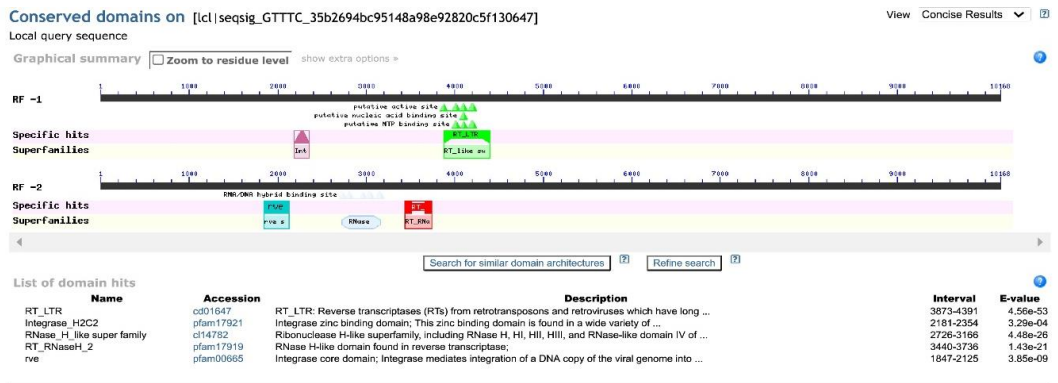 Conserved domains on [lcl|seqsig_GTTTC_35b2694bc95148a98e92820c5f130647]
View Concise Results
Local query sequence
Graphical summary Zoom to residue level show extra options »
1 1000 2000 3000 4000 5000 6000 7000 8000 9000 10168
RF -1
putative active site
putative nucleic acid binding site
putative NTP binding site
Specific hits RT_LTR
Superfamilies Int RT_like su
1 1000 2000 3000 4000 5000 6000 7000 8000 9000 10168
RF -2
RNA/DNA hybrid binding site
Specific hits rve RT_
Superfamilies rve s RNase RT_RNa
Search for similar domain architectures ? Refine search ?
List of domain hits
Name Accession Description Interval E-value
RT_LTR cd01647 RT_LTR: Reverse transcriptases (RTs) from retrotransposons and retroviruses which have long ... 3873-4391 4.56e-53
Integrase_H2C2 pfam17921 Integrase zinc binding domain; This zinc binding domain is found in a wide variety of ... 2181-2354 3.29e-04
RNase_H_like super family cl14782 Ribonuclease H-like superfamily, including RNase H, HI, HII, HIII, and RNase-like domain IV of ... 2726-3166 4.48e-26
RT_RNaseH_2 pfam17919 RNase H-like domain found in reverse transcriptase; 3440-3736 1.43e-21
rve pfam00665 Integrase core domain; Integrase mediates integration of a DNA copy of the viral genome into ... 1847-2125 3.85e-09